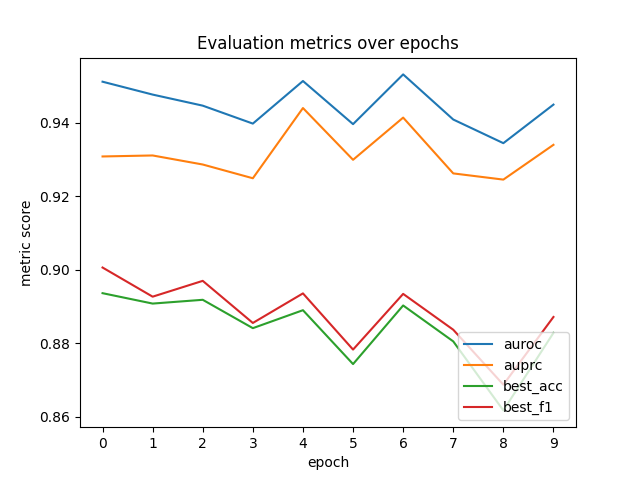 Evaluation metrics over epochs
metric score
0.94
0.92
0.90
0.88
0.86
auroc
auprc
best_acc
best_f1
0 1 2 3 4 5 6 7 8 9
epoch